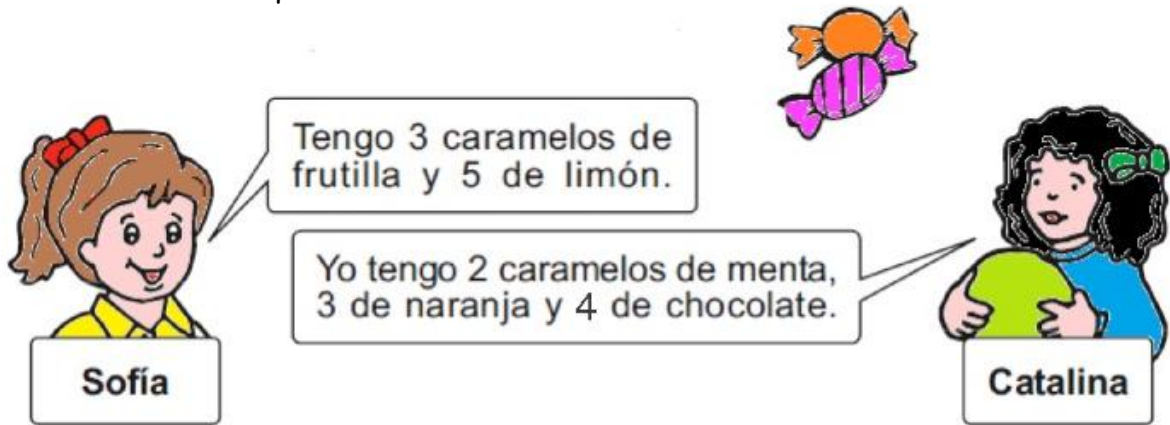 Tengo 3 caramelos de
frutilla y 5 de limón.
Yo tengo 2 caramelos de menta,
3 de naranja y 4 de chocolate.
Sofía
Catalina